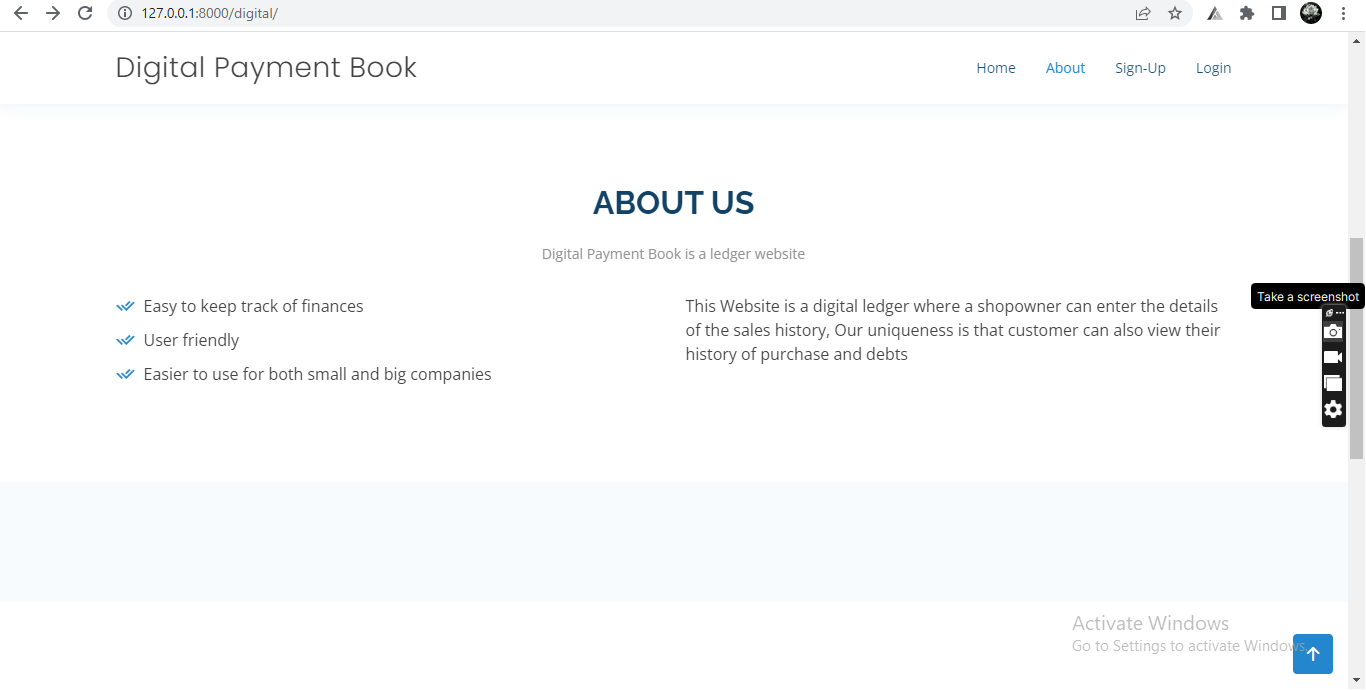 127.0.0.1:8000/digital/
Digital Payment Book
Home
About
Sign-Up
Login
ABOUT US
Digital Payment Book is a ledger website
Easy to keep track of finances
User friendly
Easier to use for both small and big companies
This Website is a digital ledger where a shopowner can enter the details
of the sales history, Our uniqueness is that customer can also view their
history of purchase and debts
Take a screenshot
Activate Windows
Go to Settings to activate Windows.